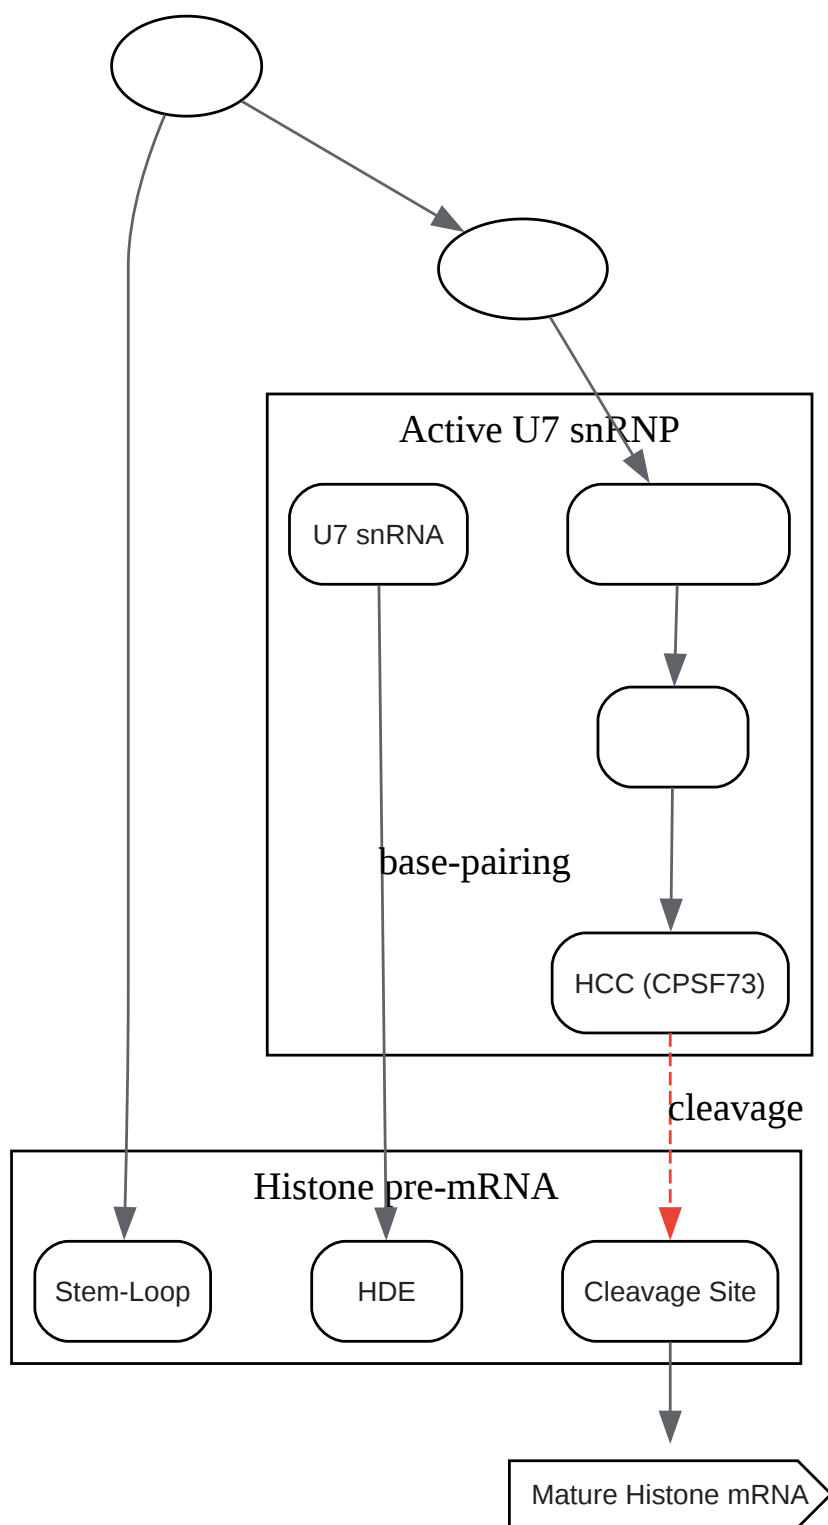 Active U7 snRNP
U7 snRNA
base-pairing
HCC (CPSF73)
cleavage
Histone pre-mRNA
Stem-Loop
HDE
Cleavage Site
Mature Histone mRNA